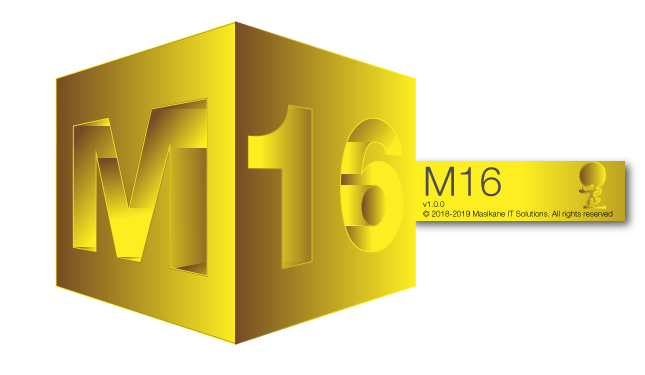 M 16
M16
v1.0.0
© 2018-2019 Masikane IT Solutions. All rights reserved